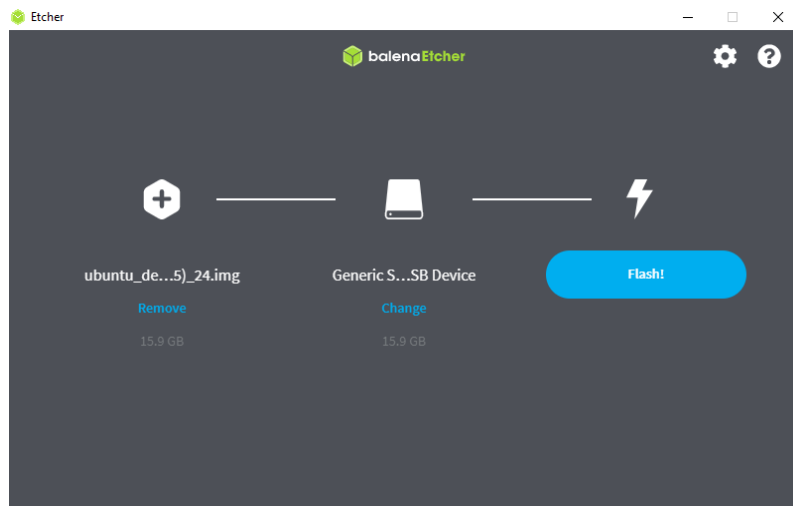 Etcher
balenaEtcher
ubuntu_de...5)_24.img
Generic S...SB Device
Flash!
Remove
Change
15.9 GB
15.9 GB